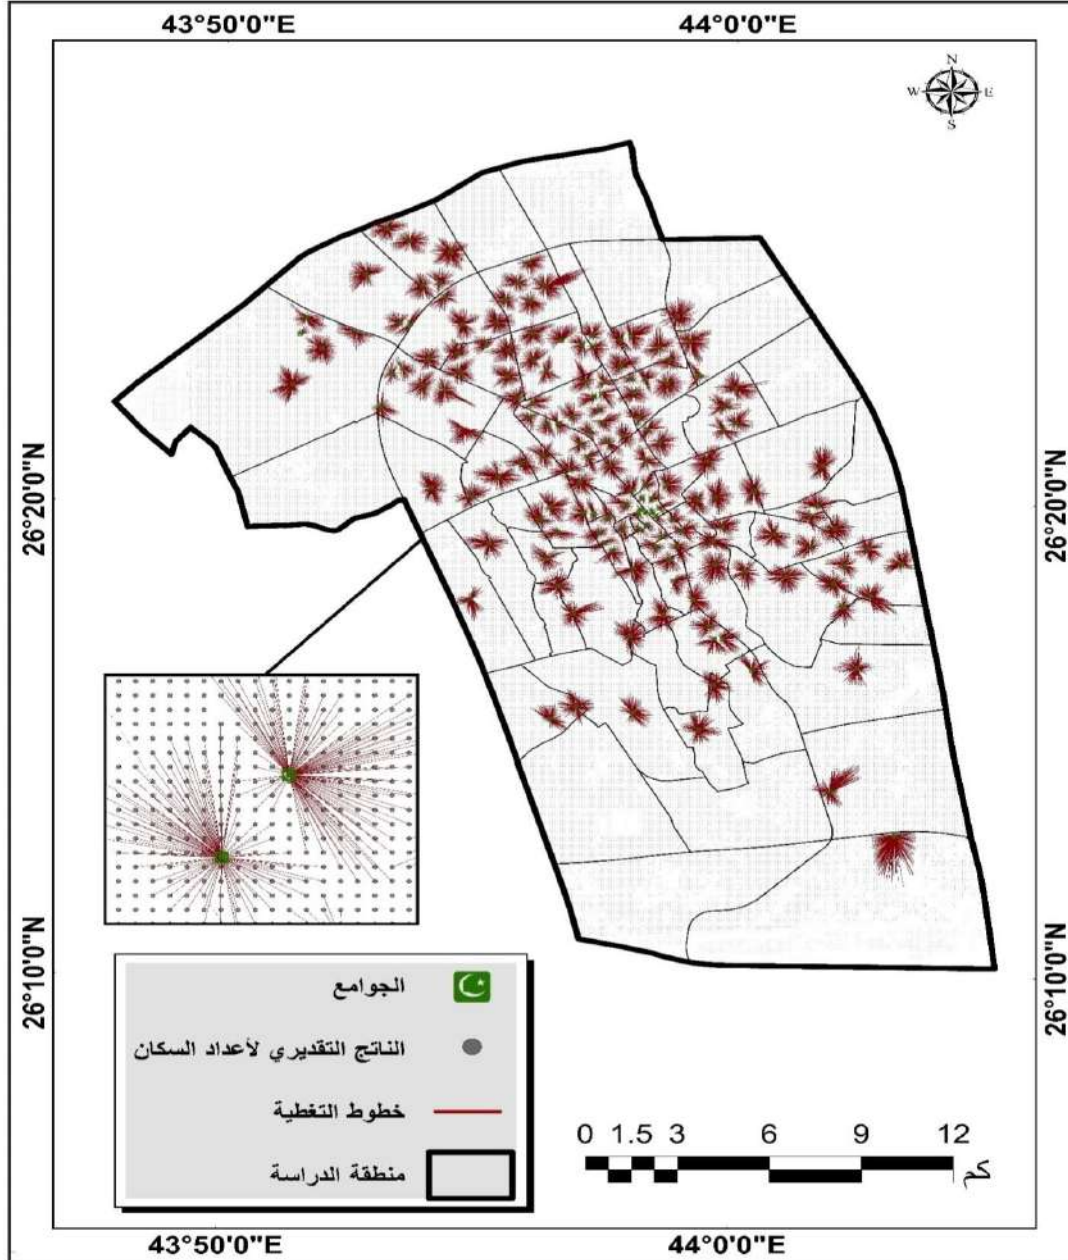 43°50'0"E 44°0'0"E
N
W E
S
26°20'0"N 26°20'0"N
26°10'0"N 26°10'0"N
الجوامع
الناتج التقديري لأعداد السكان
خطوط التغطية
منطقة الدراسة
0 1.5 3 6 9 12
كم
43°50'0"E 44°0'0"E